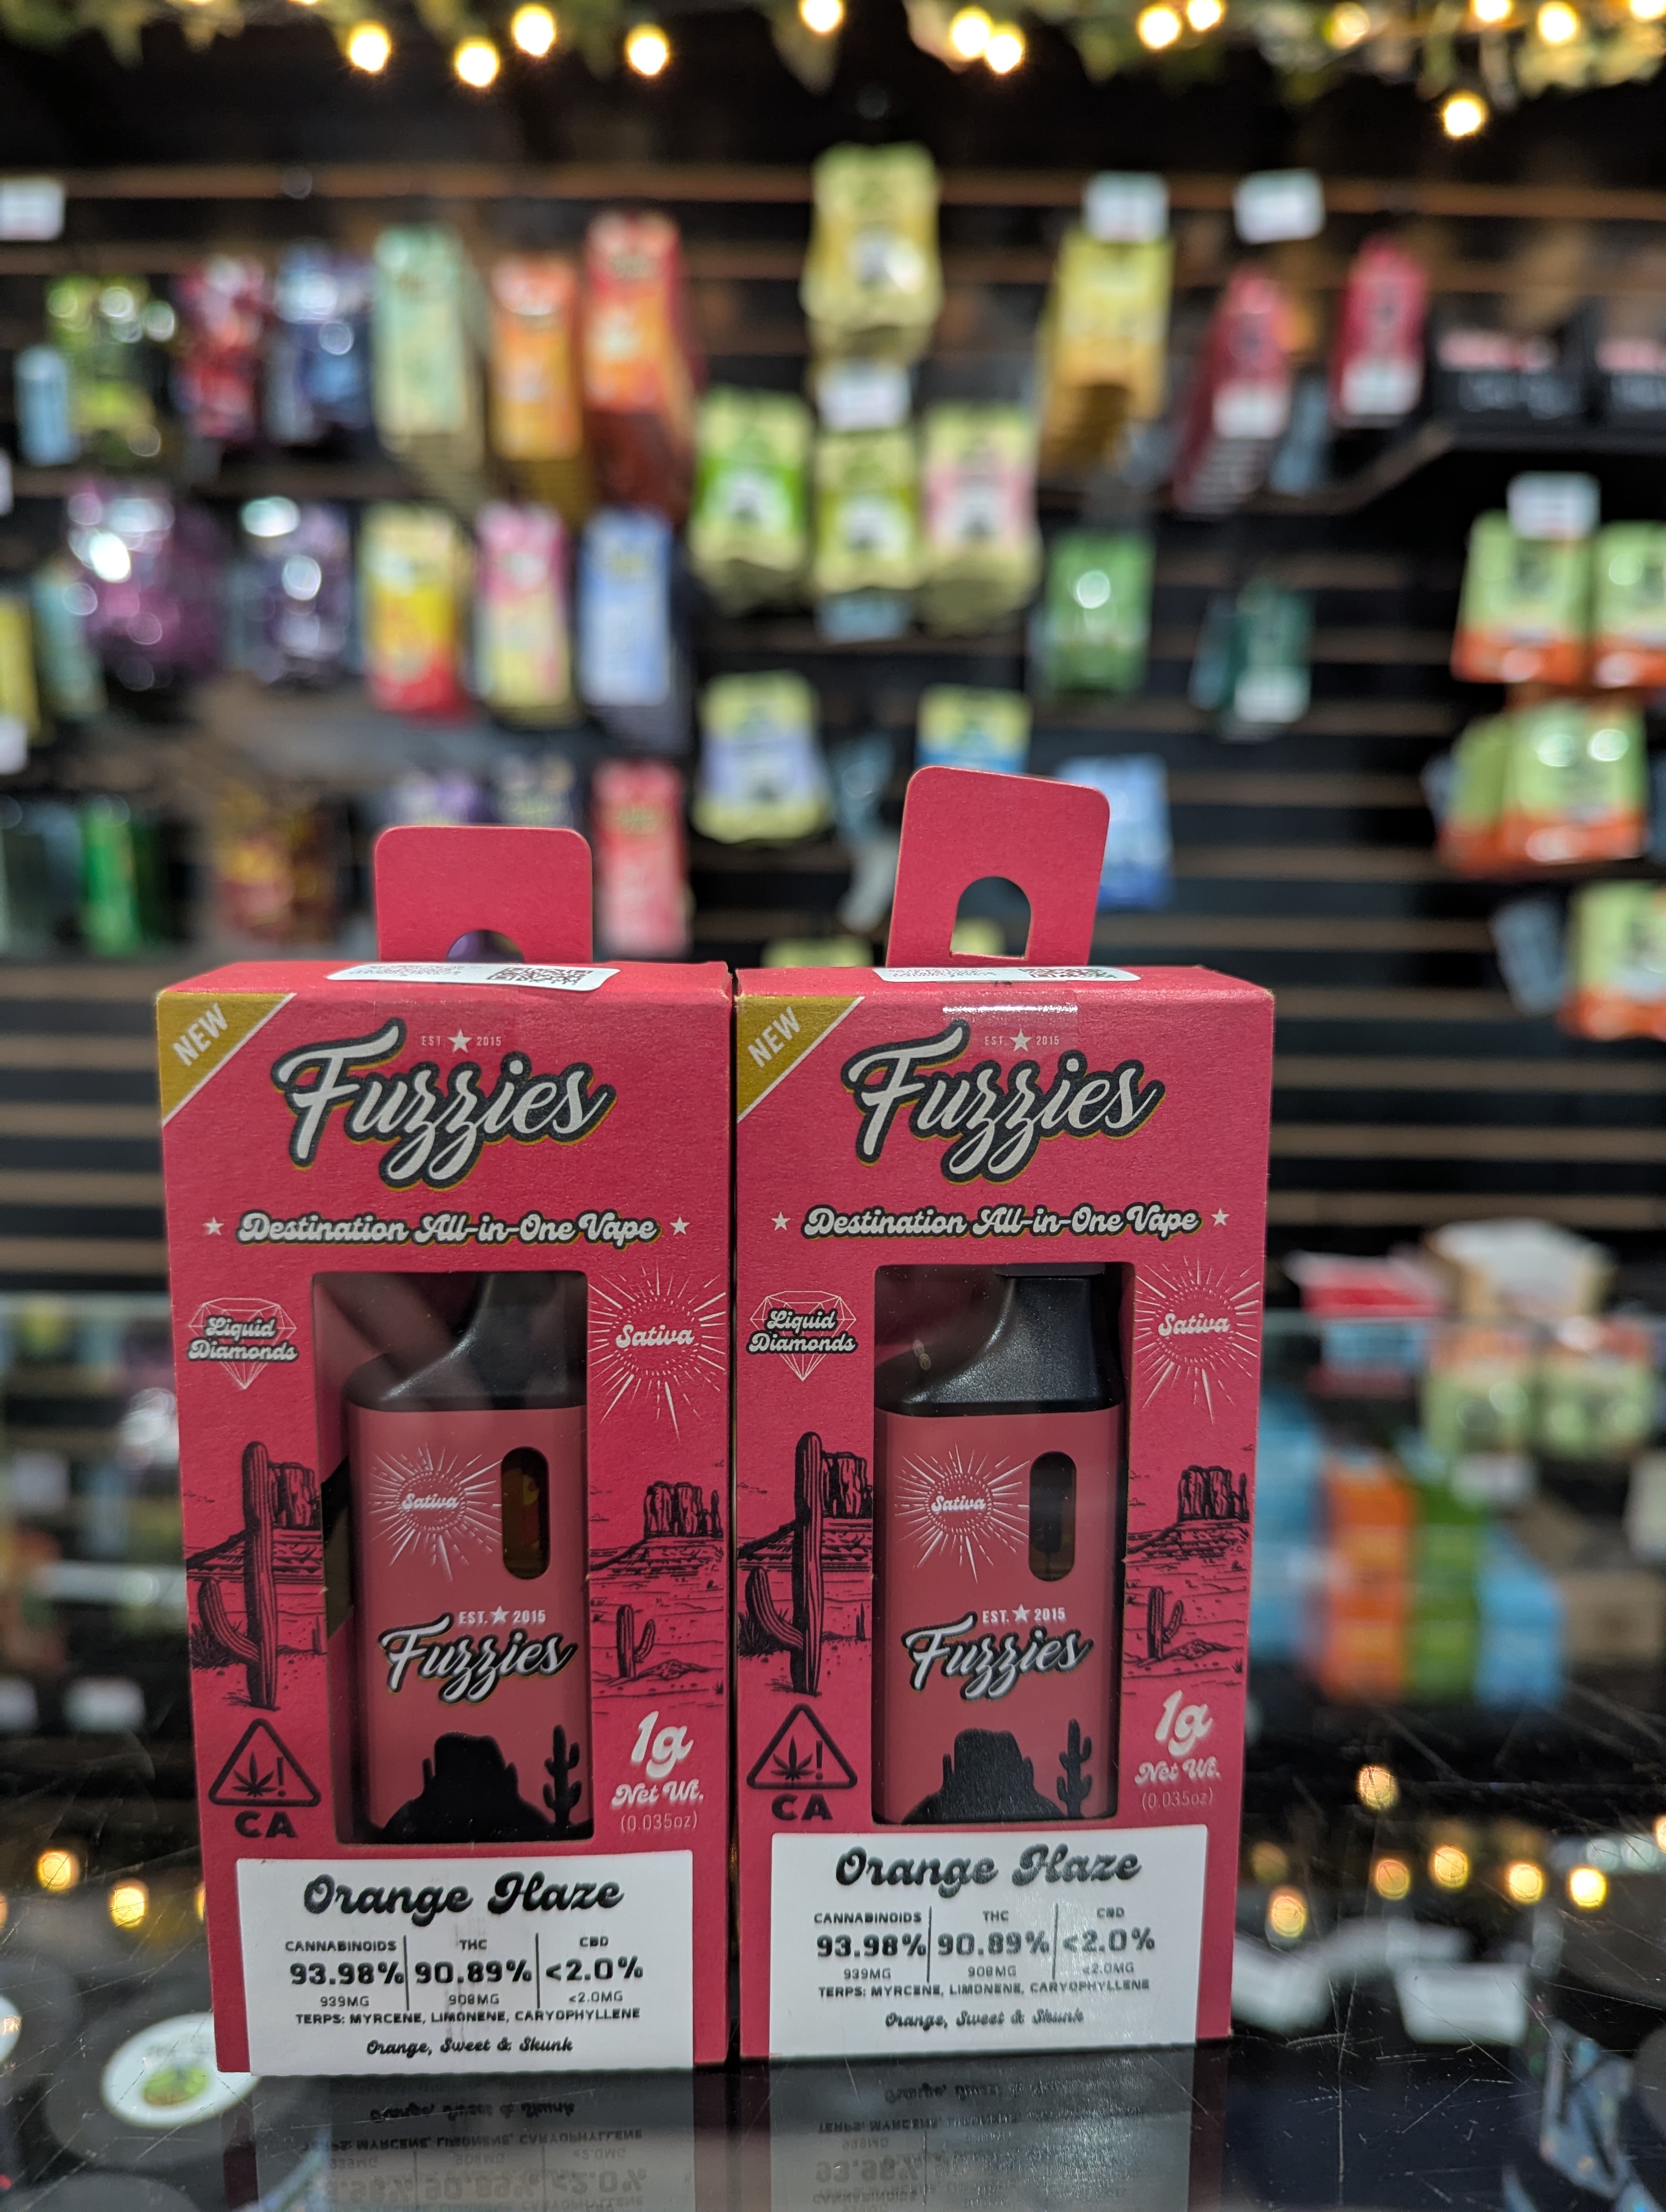 NEW
EST ★ 2015
Fuzzies
★ Destination All-in-One Vape ★
Liquid
Diamonds
Sativa
Sativa
EST. ★ 2015
Fuzzies
CA
1g
Net Wt.
(0.035oz)
Orange Haze
CANNABINOIDS THC CBD
93.98% 90.89% <2.0%
939MG 908MG <2.0MG
TERPS: MYRCENE, LIMONENE, CARYOPHYLLENE
Orange, Sweet & Skunk
NEW
EST. ★ 2015
Fuzzies
★ Destination All-in-One Vape ★
Liquid
Diamonds
Sativa
Sativa
EST. ★ 2015
Fuzzies
CA
1g
Net Wt.
(0.035oz)
Orange Haze
CANNABINOIDS THC CBD
93.98% 90.89% <2.0%
939MG 908MG <2.0MG
TERPS: MYRCENE, LIMONENE, CARYOPHYLLENE
Orange, Sweet & Skunk